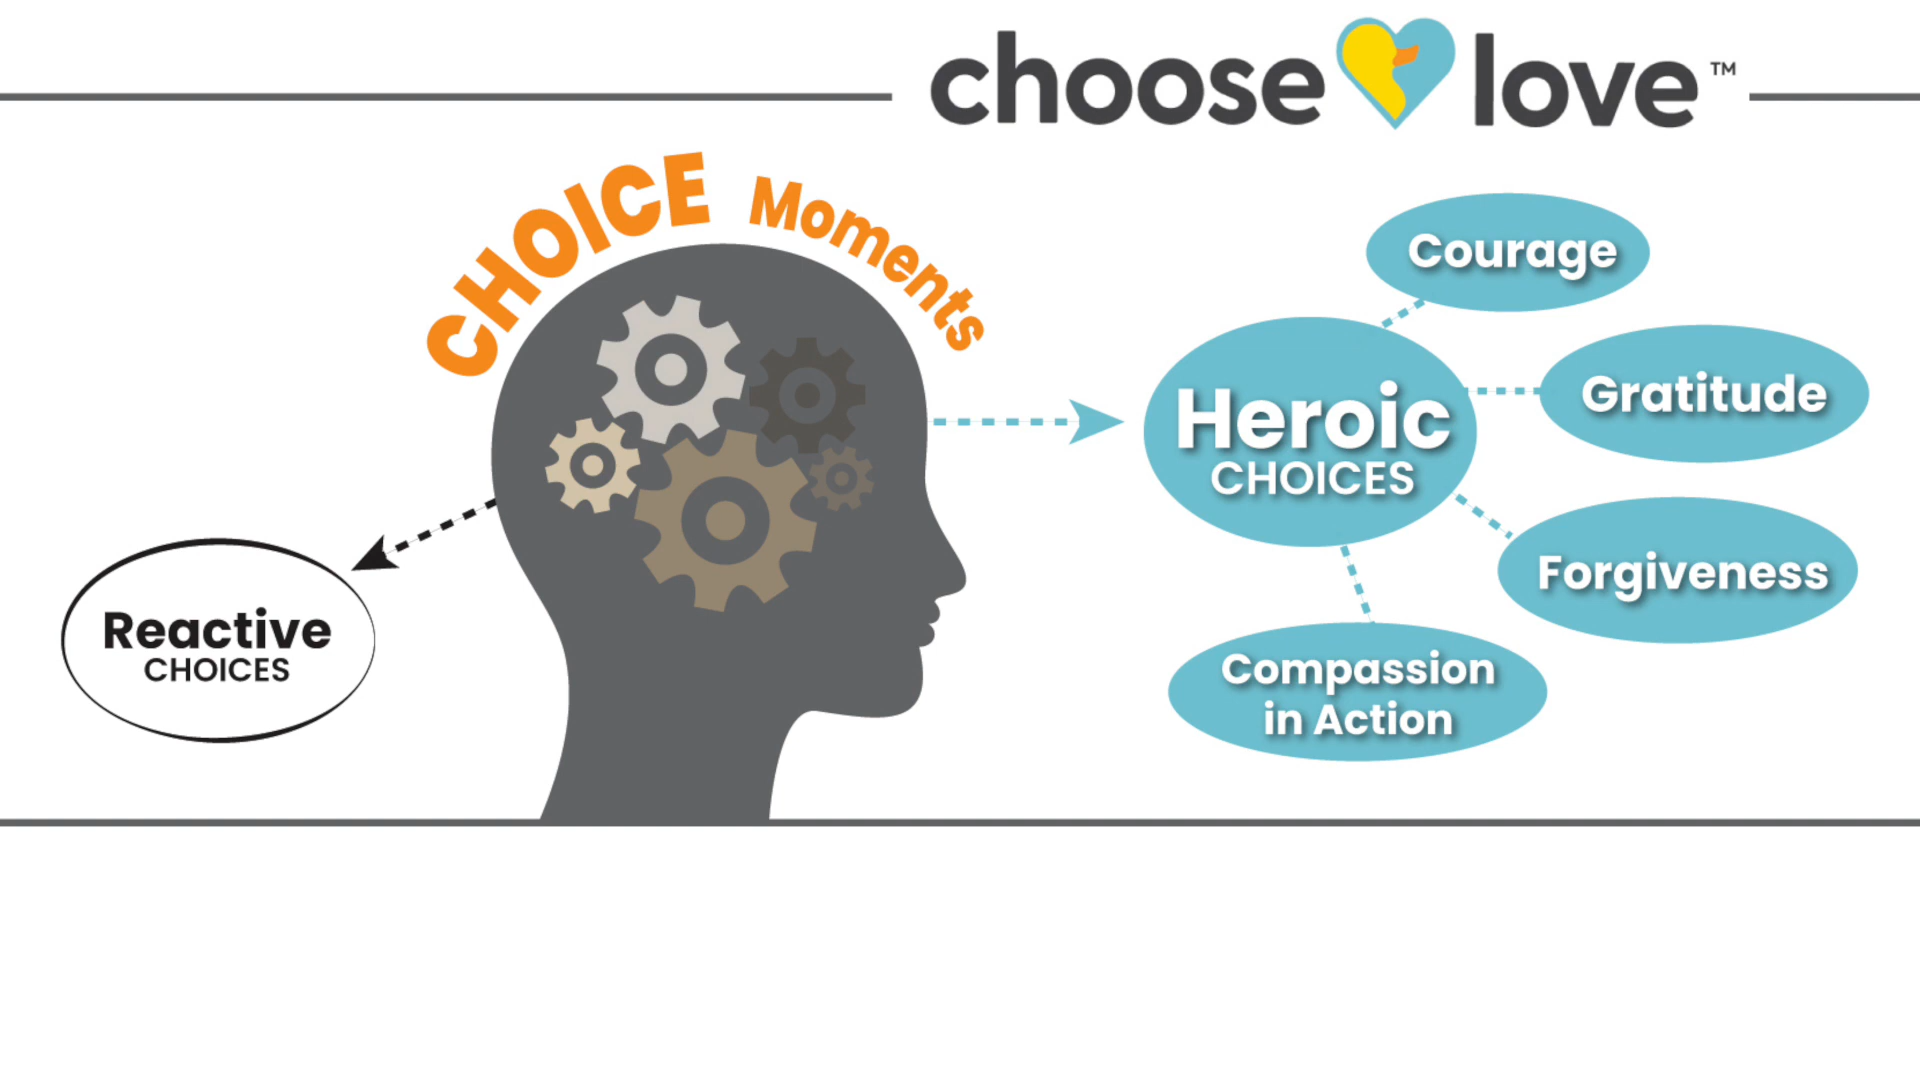 choose love™
CHOICE Moments
Courage
Gratitude
Heroic
CHOICES
Forgiveness
Reactive
CHOICES
Compassion
in Action